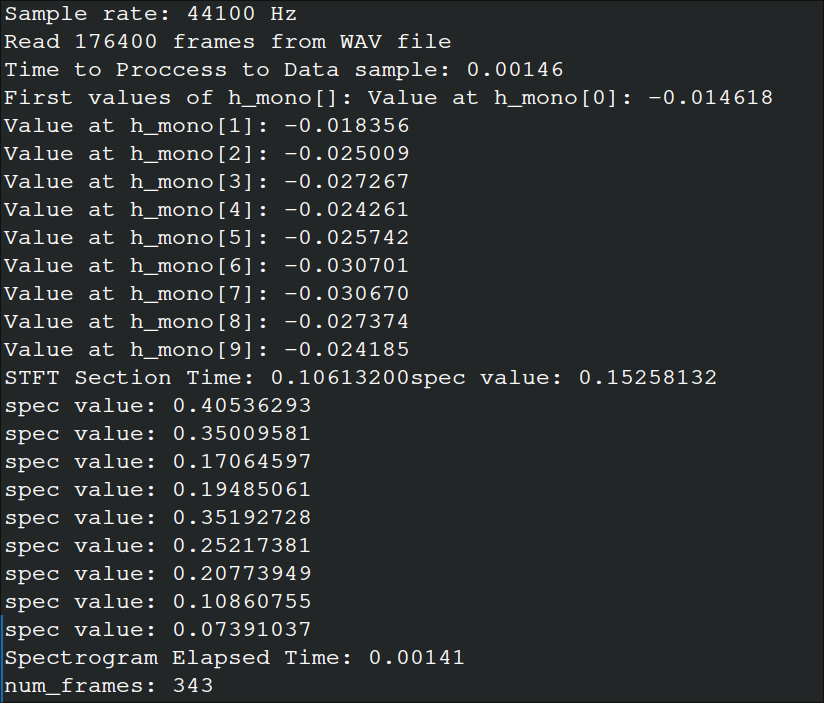 Sample rate: 44100 Hz
Read 176400 frames from WAV file
Time to Proccess to Data sample: 0.00146
First values of h_mono[]: Value at h_mono[0]: -0.014618
Value at h_mono[1]: -0.018356
Value at h_mono[2]: -0.025009
Value at h_mono[3]: -0.027267
Value at h_mono[4]: -0.024261
Value at h_mono[5]: -0.025742
Value at h_mono[6]: -0.030701
Value at h_mono[7]: -0.030670
Value at h_mono[8]: -0.027374
Value at h_mono[9]: -0.024185
STFT Section Time: 0.10613200spec value: 0.15258132
spec value: 0.40536293
spec value: 0.35009581
spec value: 0.17064597
spec value: 0.19485061
spec value: 0.35192728
spec value: 0.25217381
spec value: 0.20773949
spec value: 0.10860755
spec value: 0.07391037
Spectrogram Elapsed Time: 0.00141
num_frames: 343